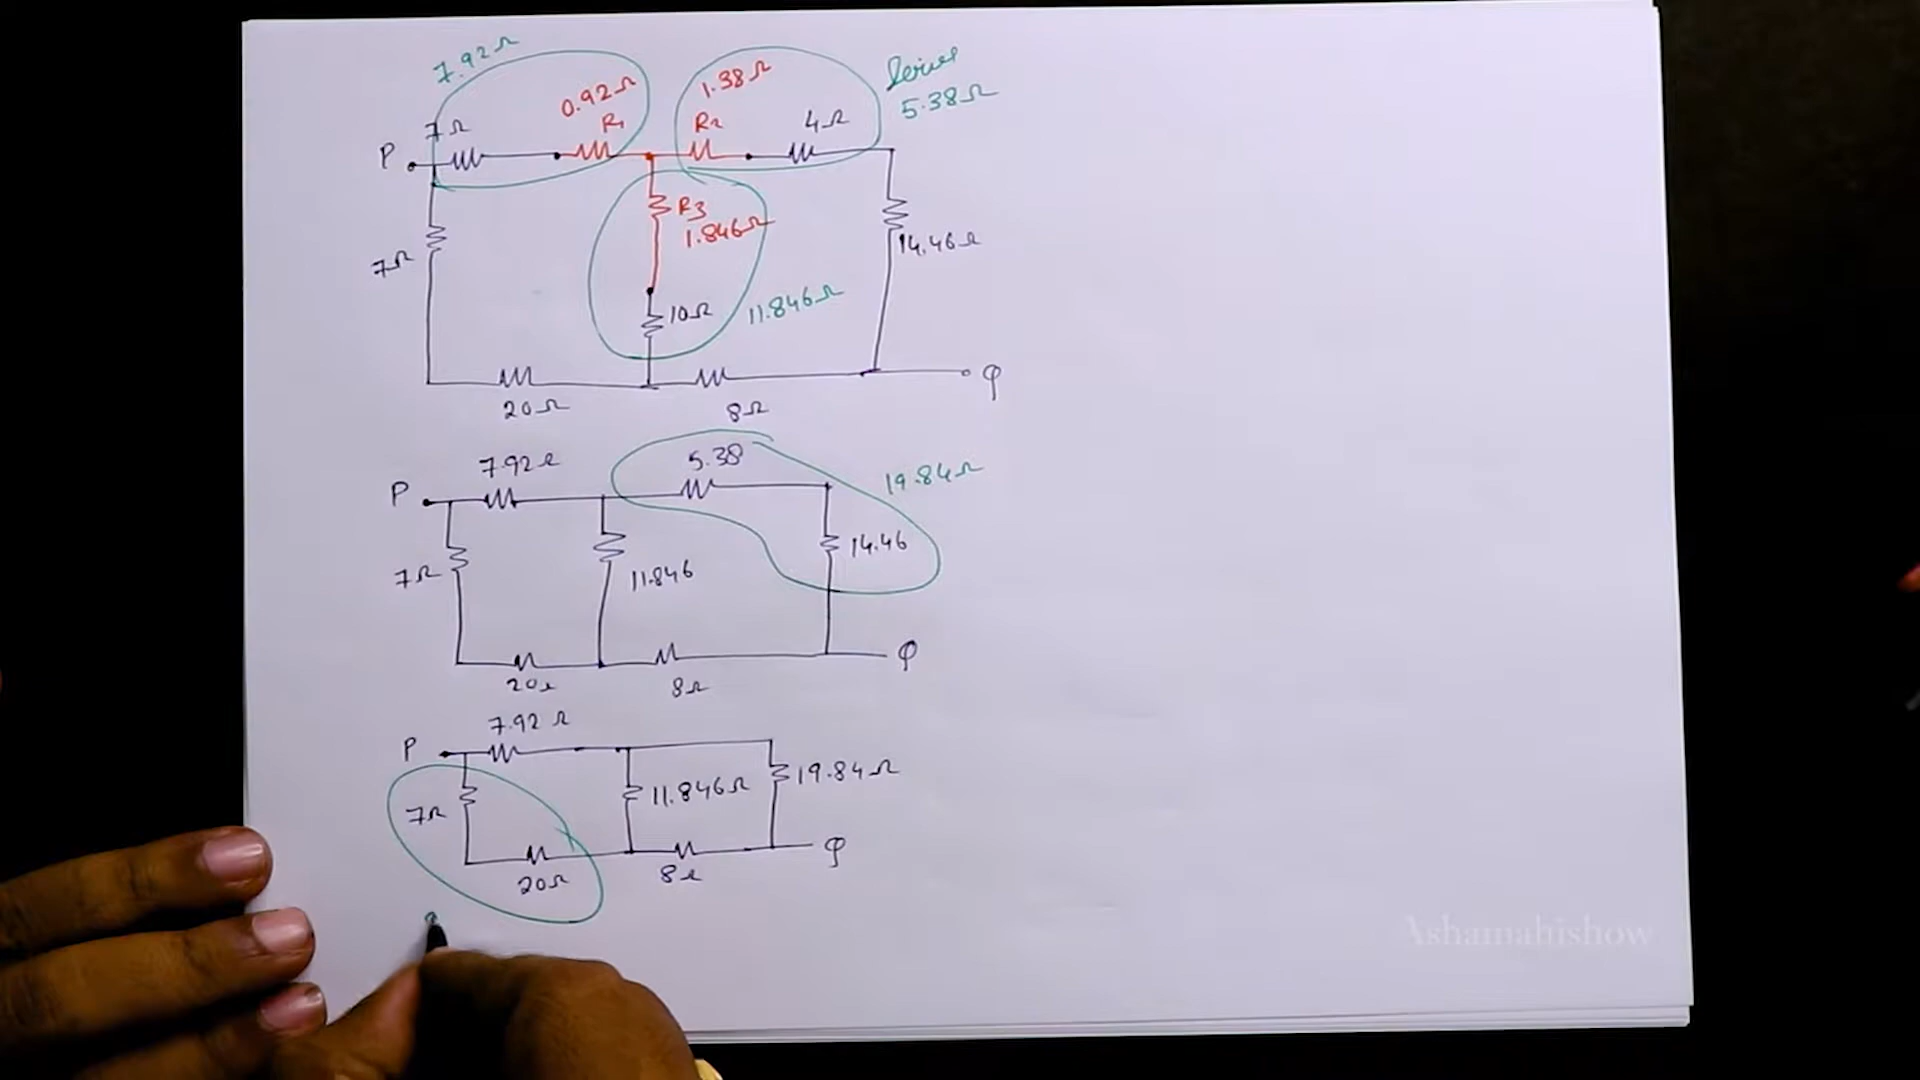 7.92Ω
0.92Ω
1.38Ω
Series
5.38Ω
7Ω
R1
R2
4Ω
P
R3
1.846Ω
7Ω
14.46Ω
10Ω
11.846Ω
20Ω
8Ω
Q
7.92Ω
5.38
19.84Ω
P
7Ω
11.846
14.46
20Ω
8Ω
Q
7.92Ω
P
7Ω
11.846Ω
19.84Ω
20Ω
8Ω
Q
Ashamahishow